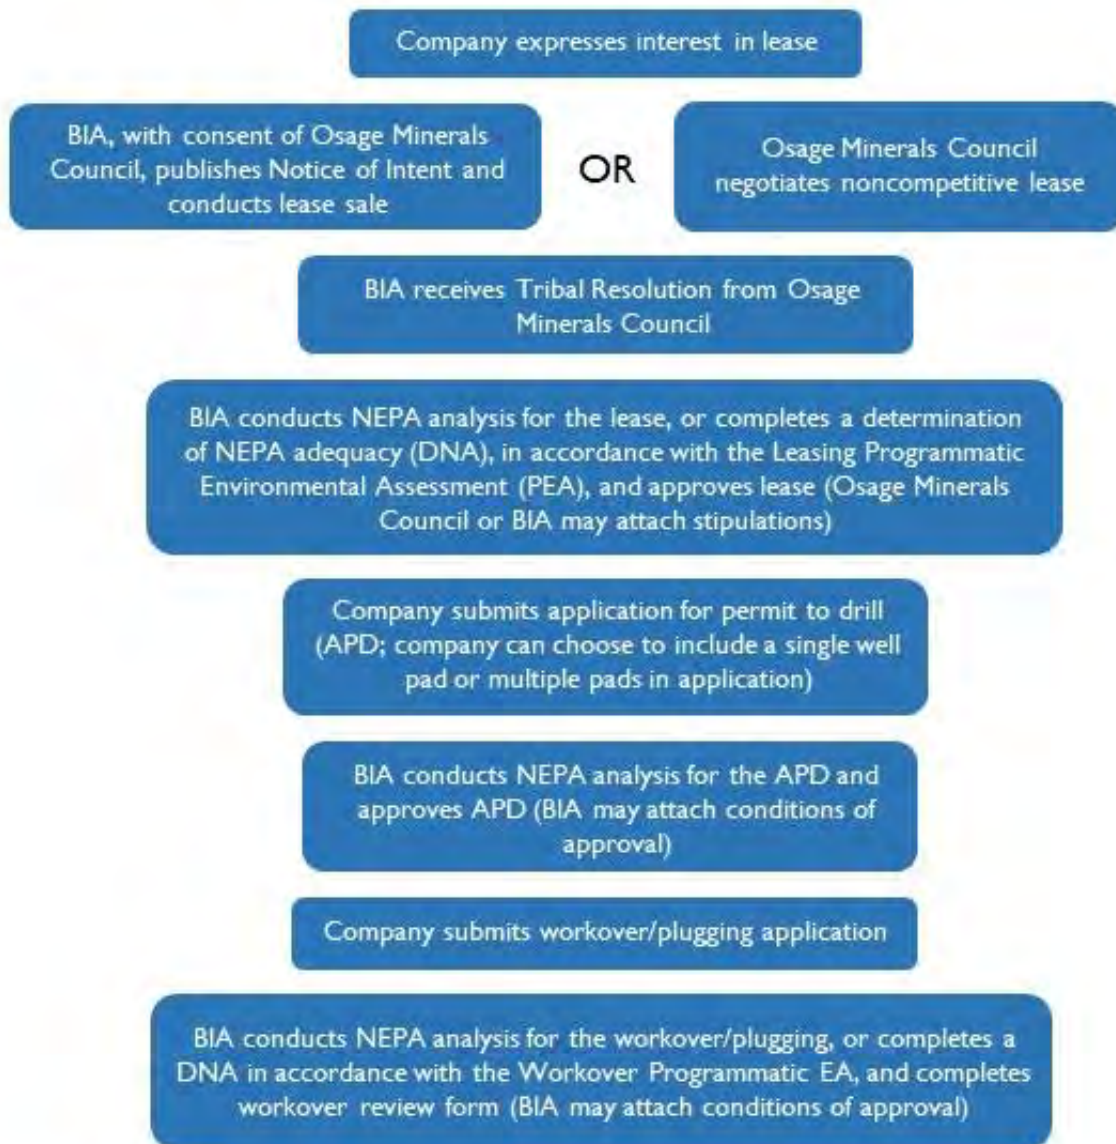 Company expresses interest in lease
BIA, with consent of Osage Minerals
Council, publishes Notice of Intent and
conducts lease sale
OR
Osage Minerals Council
negotiates noncompetitive lease
BIA receives Tribal Resolution from Osage
Minerals Council
BIA conducts NEPA analysis for the lease, or completes a determination
of NEPA adequacy (DNA), in accordance with the Leasing Programmatic
Environmental Assessment (PEA), and approves lease (Osage Minerals
Council or BIA may attach stipulations)
Company submits application for permit to drill
(APD; company can choose to include a single well
pad or multiple pads in application)
BIA conducts NEPA analysis for the APD and
approves APD (BIA may attach conditions of
approval)
Company submits workover/plugging application
BIA conducts NEPA analysis for the workover/plugging, or completes a
DNA in accordance with the Workover Programmatic EA, and completes
workover review form (BIA may attach conditions of approval)